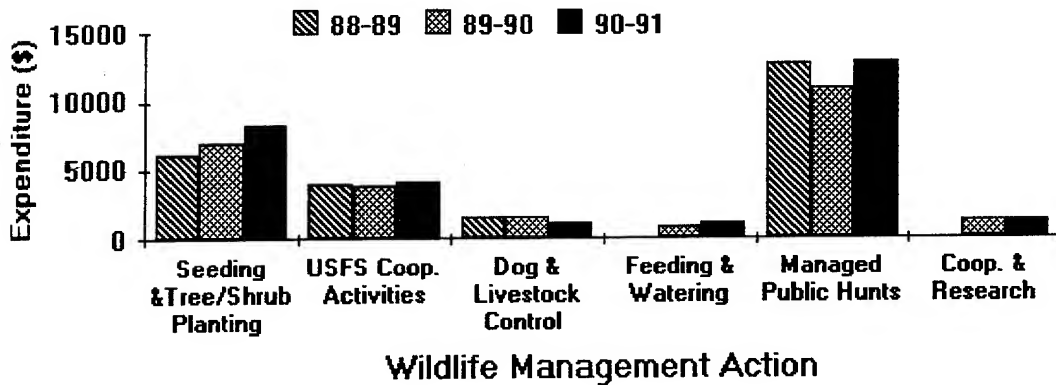 88-89 89-90 90-91
Expenditure ($)
15000
10000
5000
0
Seeding
&Tree/Shrub
Planting
USFS Coop.
Activities
Dog &
Livestock
Control
Feeding &
Watering
Managed
Public Hunts
Coop. &
Research
Wildlife Management Action